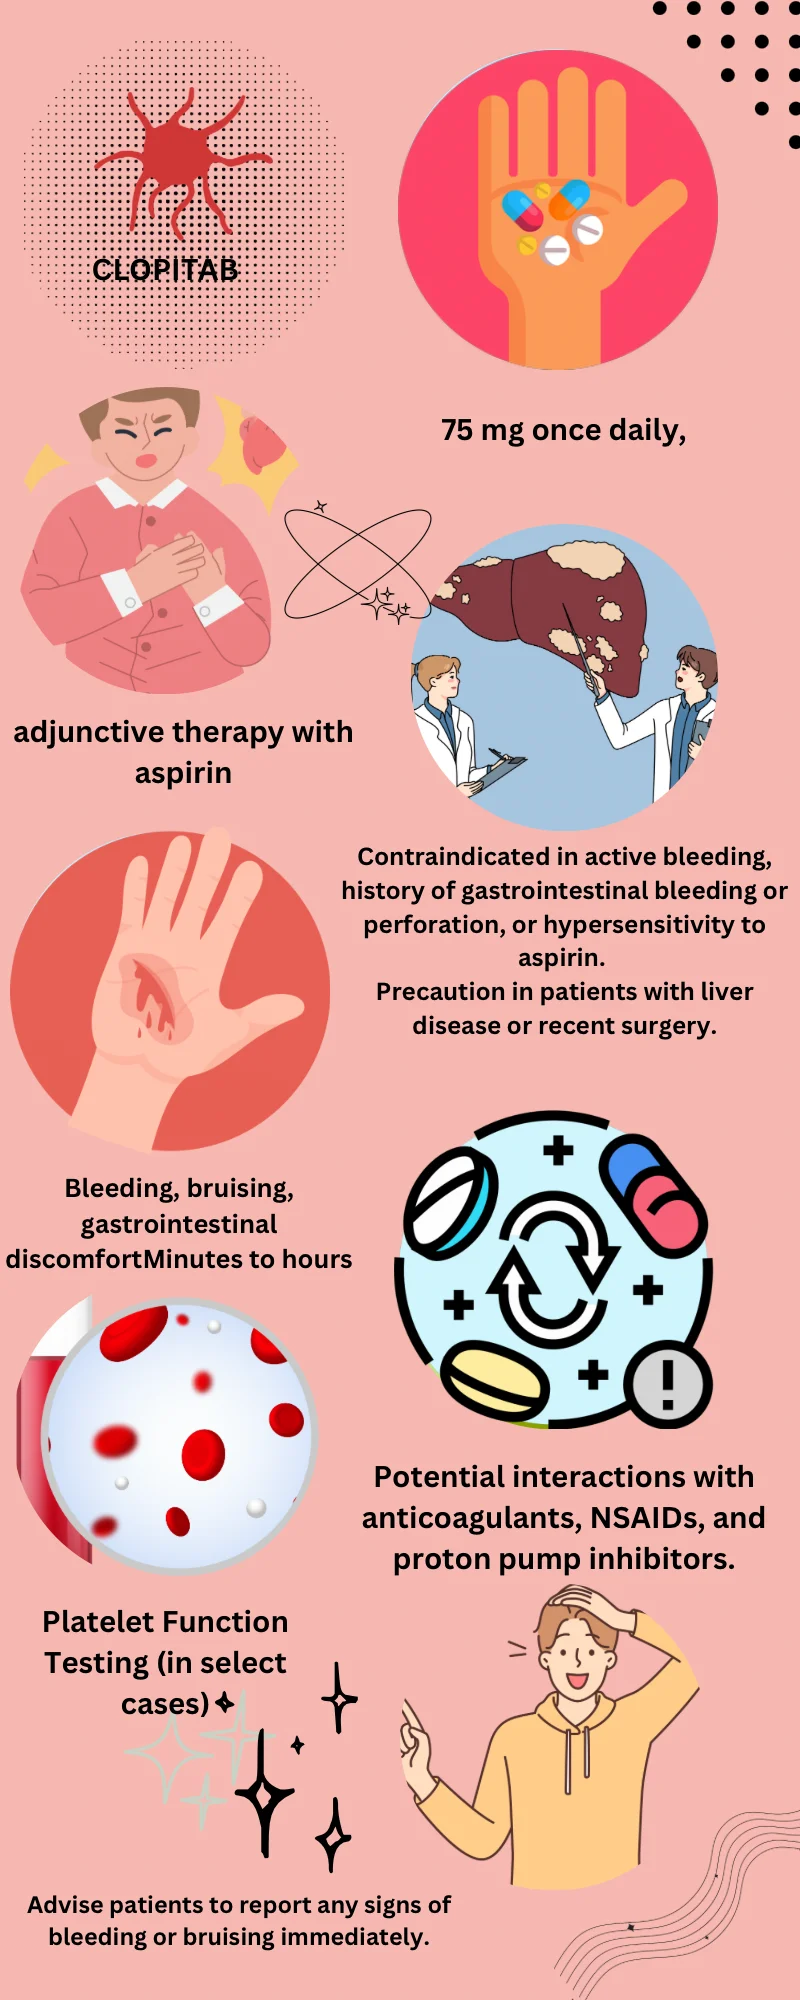 CLOPITAB
75 mg once daily,
adjunctive therapy with
aspirin
Contraindicated in active bleeding,
history of gastrointestinal bleeding or
perforation, or hypersensitivity to
aspirin.
Precaution in patients with liver
disease or recent surgery.
Bleeding, bruising,
gastrointestinal
discomfortMinutes to hours
Potential interactions with
anticoagulants, NSAIDs, and
proton pump inhibitors.
Platelet Function
Testing (in select
cases)
Advise patients to report any signs of
bleeding or bruising immediately.